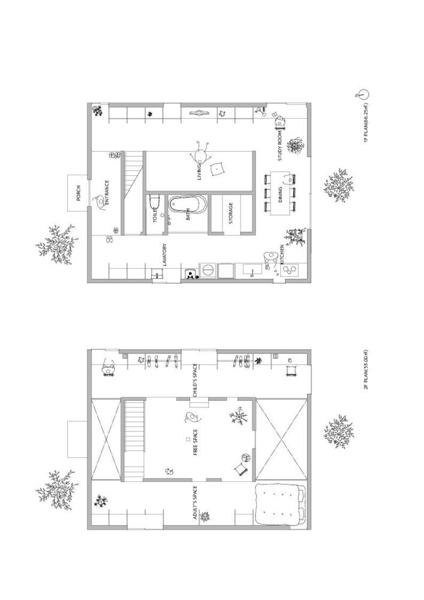 1F PLAN(66.25㎡)
PORCH
ENTRANCE
LIVING
STUDY ROOM
TOILET
BATH
STORAGE
DINING
LAVATORY
KITCHEN
2F PLAN(55.00㎡)
CHILD'S SPACE
FREE SPACE
ADULT'S SPACE